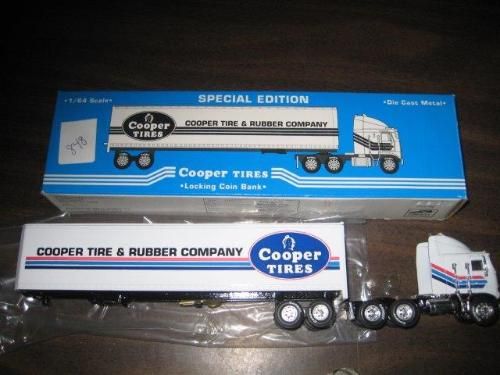 SPECIAL EDITION
•1/64 Scale•
•Die Cast Metal•
Cooper
TIRES
COOPER TIRE & RUBBER COMPANY
848
Cooper TIRES
•Locking Coin Bank•
COOPER TIRE & RUBBER COMPANY
Cooper
TIRES